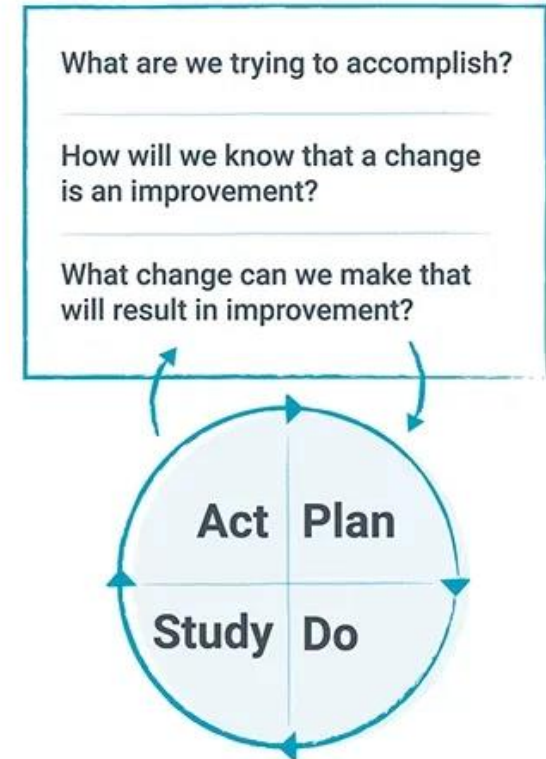 What are we trying to accomplish?
How will we know that a change
is an improvement?
What change can we make that
will result in improvement?
Act Plan
Study Do